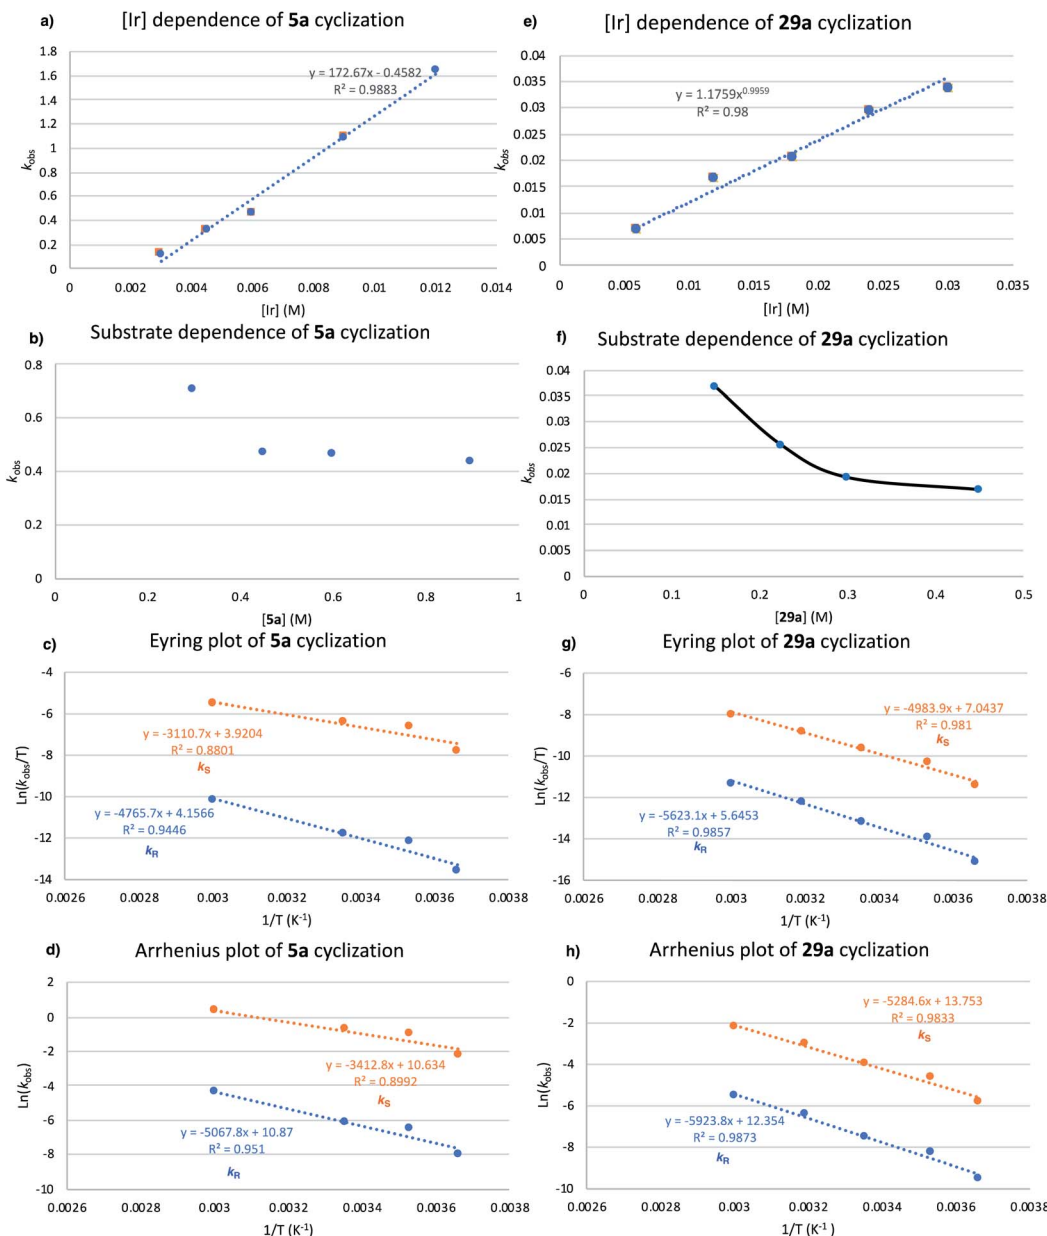 a)
[Ir] dependence of 5a cyclization
1.8
1.6
1.4
1.2
1
0.8
0.6
0.4
0.2
0
kobs
y = 172.67x - 0.4582
R² = 0.9883
0 0.002 0.004 0.006 0.008 0.01 0.012 0.014
[Ir] (M)
e)
[Ir] dependence of 29a cyclization
0.04
0.035
0.03
0.025
0.02
0.015
0.01
0.005
0
kobs
y = 1.1759x^0.9959
R² = 0.98
0 0.005 0.01 0.015 0.02 0.025 0.03 0.035
[Ir] (M)
b)
Substrate dependence of 5a cyclization
0.8
0.6
0.4
0.2
0
kobs
0 0.2 0.4 0.6 0.8 1
[5a] (M)
f)
Substrate dependence of 29a cyclization
0.04
0.035
0.03
0.025
0.02
0.015
0.01
0.005
0
kobs
0 0.1 0.2 0.3 0.4 0.5
[29a] (M)
c)
Eyring plot of 5a cyclization
-4
-6
-8
-10
-12
-14
Ln(kobs/T)
y = -3110.7x + 3.9204
R² = 0.8801
kS
y = -4765.7x + 4.1566
R² = 0.9446
kR
0.0026 0.0028 0.003 0.0032 0.0034 0.0036 0.0038
1/T (K⁻¹)
g)
Eyring plot of 29a cyclization
-6
-8
-10
-12
-14
-16
Ln(kobs/T)
y = -4983.9x + 7.0437
R² = 0.981
kS
y = -5623.1x + 5.6453
R² = 0.9857
kR
0.0026 0.0028 0.003 0.0032 0.0034 0.0036 0.0038
1/T (K⁻¹)
d)
Arrhenius plot of 5a cyclization
2
0
-2
-4
-6
-8
-10
Ln(kobs)
y = -3412.8x + 10.634
R² = 0.8992
kS
y = -5067.8x + 10.87
R² = 0.951
kR
0.0026 0.0028 0.003 0.0032 0.0034 0.0036 0.0038
1/T (K⁻¹)
h)
Arrhenius plot of 29a cyclization
0
-2
-4
-6
-8
-10
Ln(kobs)
y = -5284.6x + 13.753
R² = 0.9833
kS
y = -5923.8x + 12.354
R² = 0.9873
kR
0.0026 0.0028 0.003 0.0032 0.0034 0.0036 0.0038
1/T (K⁻¹)